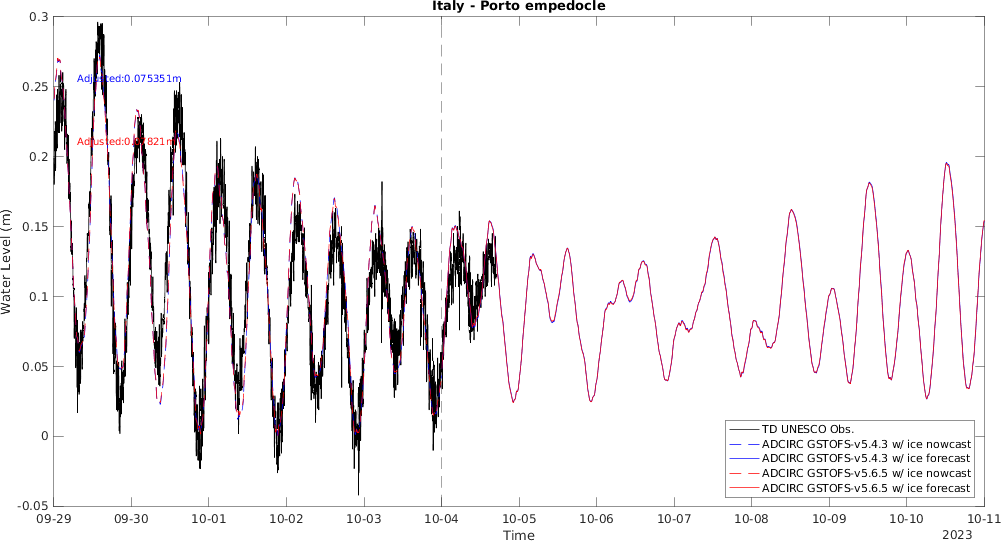 Italy - Porto empedocle
Water Level (m)
0.3
0.25
0.2
0.15
0.1
0.05
0
-0.05
Adjusted:0.075351m
TD UNESCO Obs.
ADCIRC GSTOFS-v5.4.3 w/ ice nowcast
ADCIRC GSTOFS-v5.4.3 w/ ice forecast
ADCIRC GSTOFS-v5.6.5 w/ ice nowcast
ADCIRC GSTOFS-v5.6.5 w/ ice forecast
09-29 09-30 10-01 10-02 10-03 10-04 10-05 10-06 10-07 10-08 10-09 10-10 10-11
Time
2023